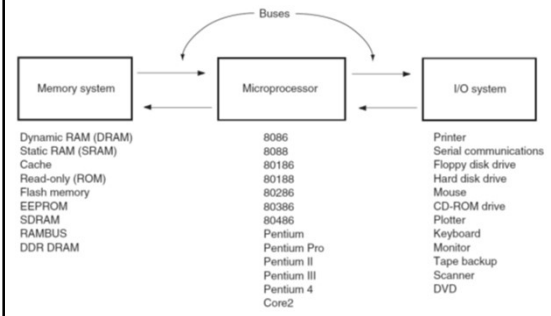 Buses
Memory system
Microprocessor
I/O system
Dynamic RAM (DRAM)
Static RAM (SRAM)
Cache
Read-only (ROM)
Flash memory
EEPROM
SDRAM
RAMBUS
DDR DRAM
8086
8088
80186
80188
80286
80386
80486
Pentium
Pentium Pro
Pentium II
Pentium III
Pentium 4
Core2
Printer
Serial communications
Floppy disk drive
Hard disk drive
Mouse
CD-ROM drive
Plotter
Keyboard
Monitor
Tape backup
Scanner
DVD